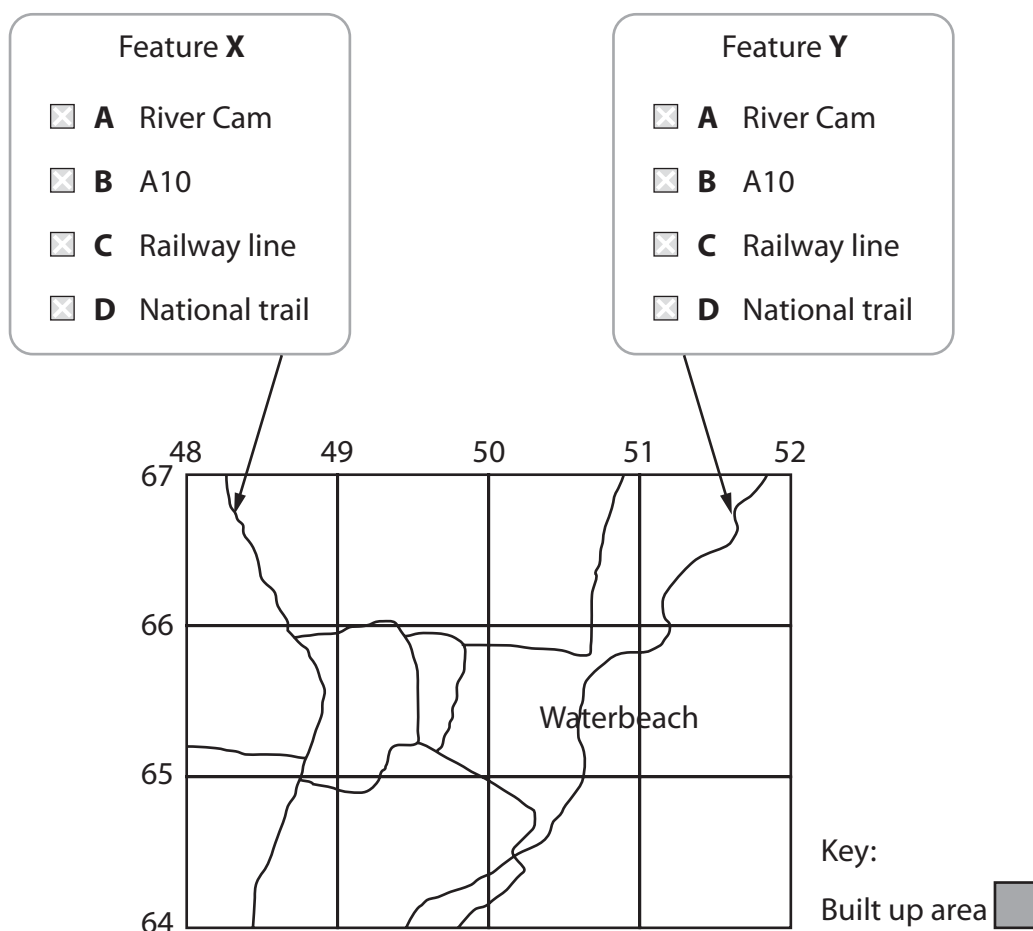 Feature X
A River Cam
B A10
C Railway line
D National trail
Feature Y
A River Cam
B A10
C Railway line
D National trail
48 49 50 51 52
67
66
Waterbeach
65
64
Key:
Built up area